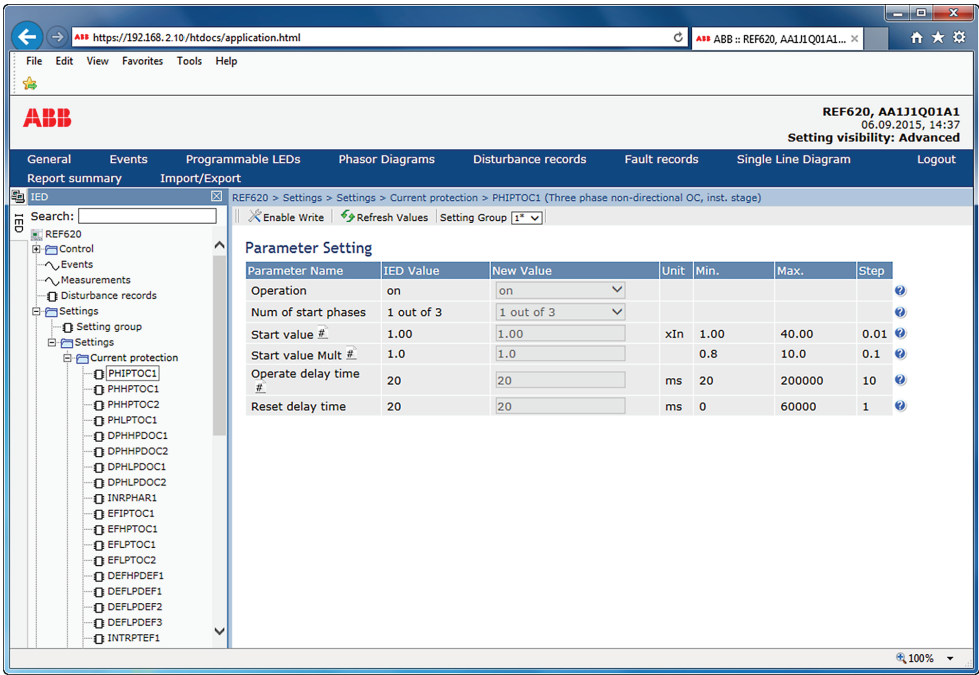 https://192.168.2.10/htdocs/application.html
ABB :: REF620, AA1J1Q01A1...
File Edit View Favorites Tools Help
ABB
REF620, AA1J1Q01A1
06.09.2015, 14:37
Setting visibility: Advanced
General Events Programmable LEDs Phasor Diagrams Disturbance records Fault records Single Line Diagram Logout
Report summary Import/Export
IED
REF620 > Settings > Settings > Current protection > PHIPTOC1 (Three phase non-directional OC, inst. stage)
IED
Search:
Enable Write Refresh Values Setting Group 1*
REF620
Control
Events
Measurements
Disturbance records
Settings
Setting group
Settings
Current protection
PHIPTOC1
PHHPTOC1
PHHPTOC2
PHLPTOC1
DPHHPDOC1
DPHHPDOC2
DPHLPDOC1
DPHLPDOC2
INRPHAR1
EFIPTOC1
EFHPTOC1
EFLPTOC1
EFLPTOC2
DEFHPDEF1
DEFLPDEF1
DEFLPDEF2
DEFLPDEF3
INTRPTEF1
Parameter Setting
Parameter Name IED Value New Value Unit Min. Max. Step
Operation on on
Num of start phases 1 out of 3 1 out of 3
Start value # 1.00 1.00 xIn 1.00 40.00 0.01
Start value Mult # 1.0 1.0 0.8 10.0 0.1
Operate delay time
# 20 20 ms 20 200000 10
Reset delay time 20 20 ms 0 60000 1
100%